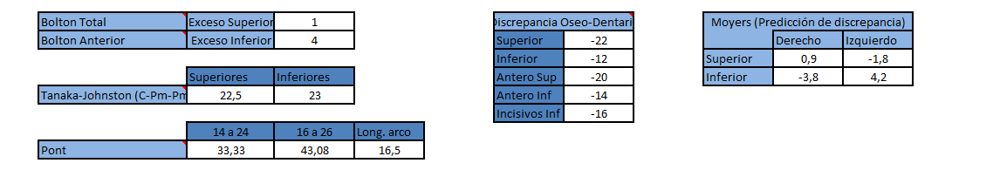 Bolton Total Exceso Superior 1
Bolton Anterior Exceso Inferior 4
Superiores Inferiores
Tanaka-Johnston (C-Pm-Pm 22,5 23
14 a 24 16 a 26 Long. arco
Pont 33,33 43,08 16,5
Discrepancia Oseo-Dentari
Superior -22
Inferior -12
Antero Sup -20
Antero Inf -14
Incisivos Inf -16
Moyers (Predicción de discrepancia)
Derecho Izquierdo
Superior 0,9 -1,8
Inferior -3,8 4,2